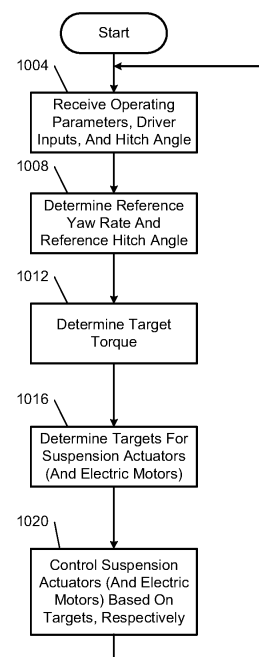 Start
1004
Receive Operating
Parameters, Driver
Inputs, And Hitch Angle
1008
Determine Reference
Yaw Rate And
Reference Hitch Angle
1012
Determine Target
Torque
1016
Determine Targets For
Suspension Actuators
(And Electric Motors)
1020
Control Suspension
Actuators (And Electric
Motors) Based On
Targets, Respectively